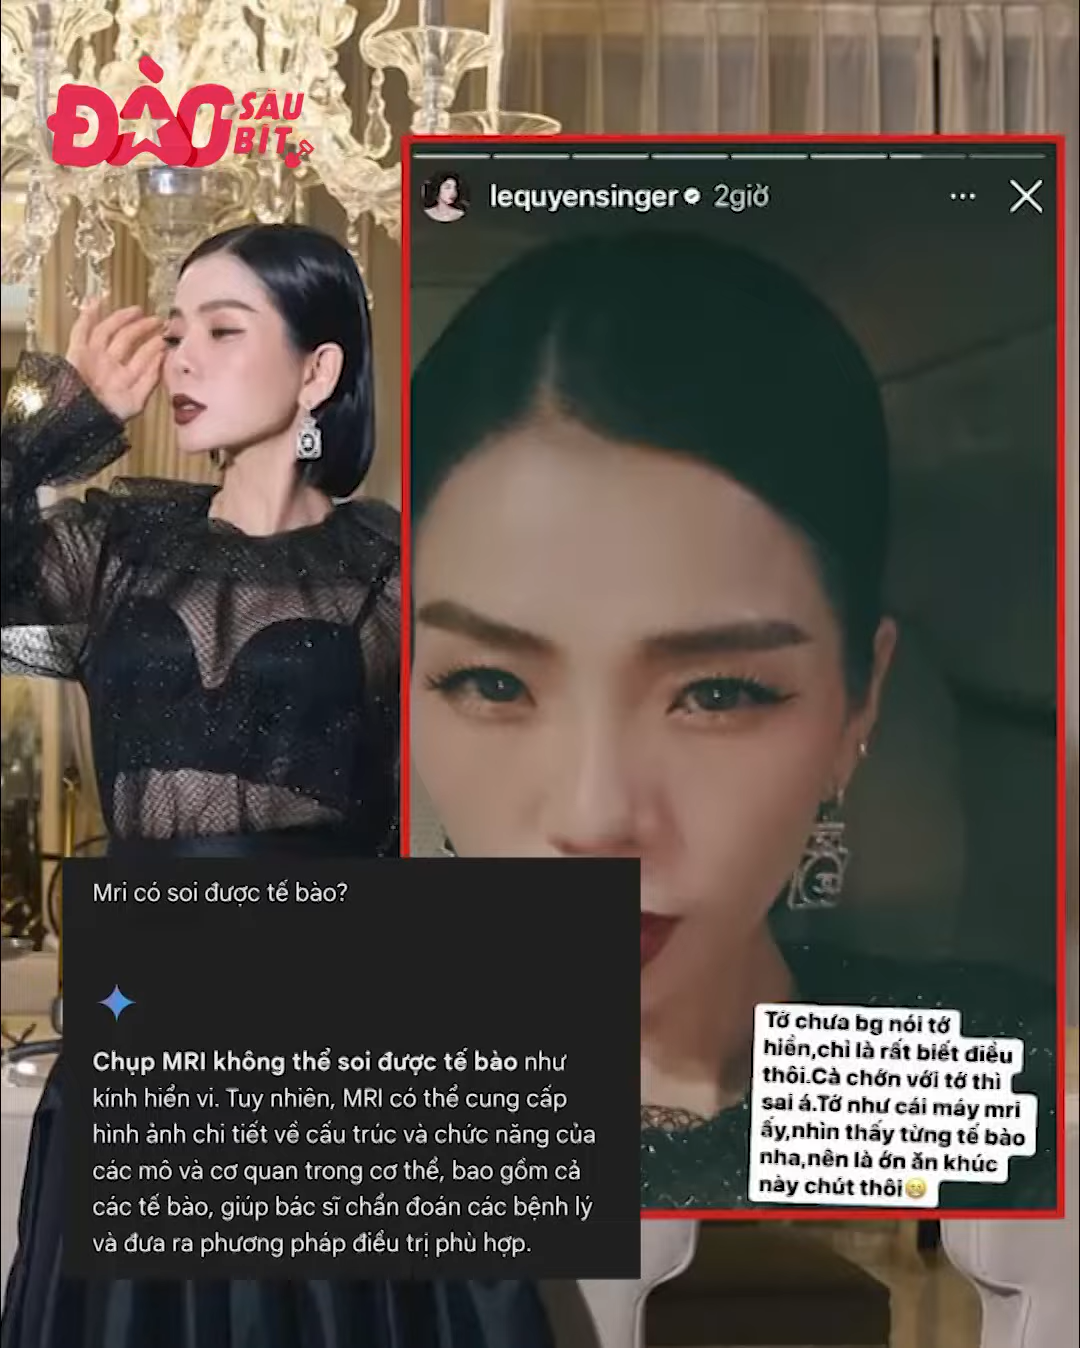 ĐÀO SÂU BIT
lequyensinger 2giờ
Mri có soi được tế bào?
Chụp MRI không thể soi được tế bào như
kính hiển vi. Tuy nhiên, MRI có thể cung cấp
hình ảnh chi tiết về cấu trúc và chức năng của
các mô và cơ quan trong cơ thể, bao gồm cả
các tế bào, giúp bác sĩ chẩn đoán các bệnh lý
và đưa ra phương pháp điều trị phù hợp.
Tớ chưa bg nói tớ
hiền,chỉ là rất biết điều
thôi.Cà chớn với tớ thì
sai á.Tớ như cái máy mri
ấy,nhìn thấy từng tế bào
nha,nên là ớn ăn khúc
này chút thôi😁